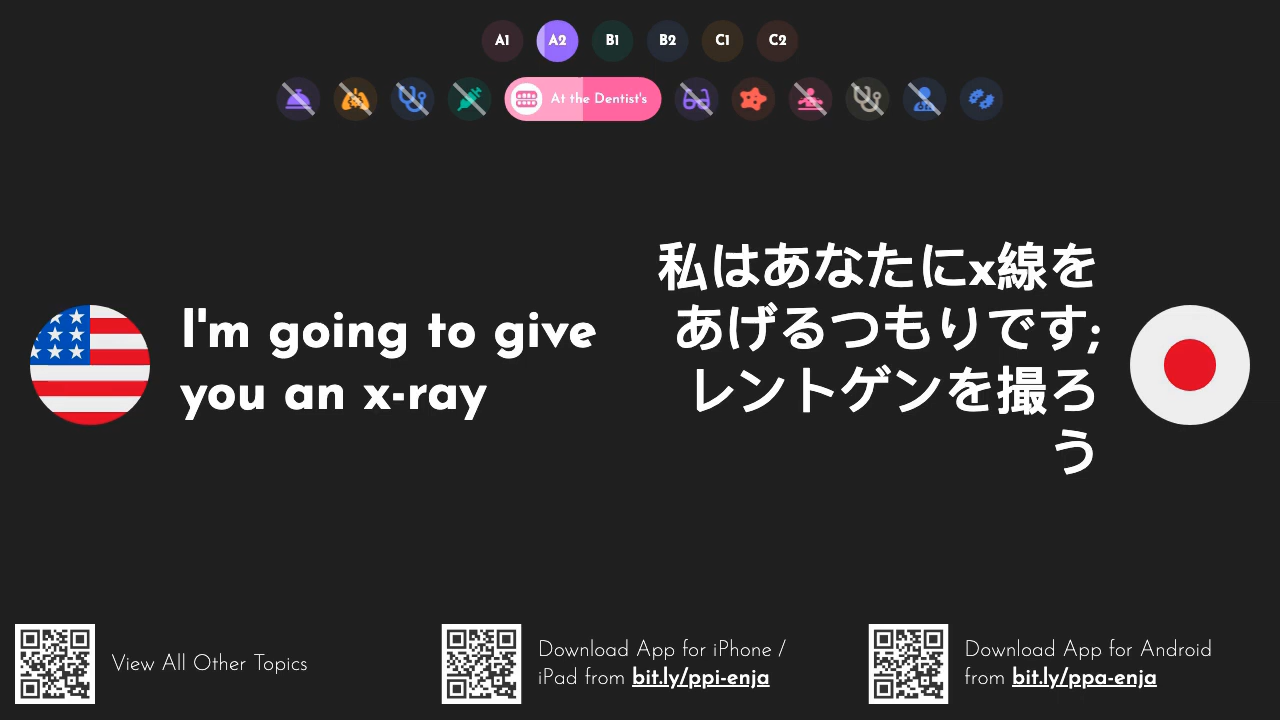 A1 A2 B1 B2 C1 C2
At the Dentist's
I'm going to give
you an x-ray
私はあなたにx線を
あげるつもりです;
レントゲンを撮ろ
う
View All Other Topics
Download App for iPhone /
iPad from bit.ly/ppi-enja
Download App for Android
from bit.ly/ppa-enja